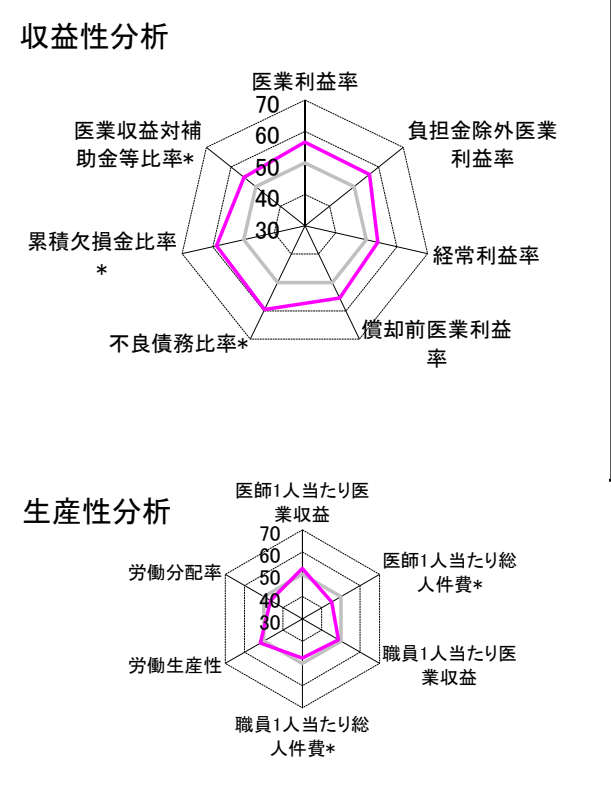 収益性分析
医業利益率
70
60
50
40
30
負担金除外医業
利益率
経常利益率
償却前医業利益
率
不良債務比率*
累積欠損金比率
*
医業収益対補
助金等比率*
生産性分析
医師1人当たり医
業収益
70
60
50
40
30
医師1人当たり総
人件費*
職員1人当たり医
業収益
職員1人当たり総
人件費*
労働生産性
労働分配率